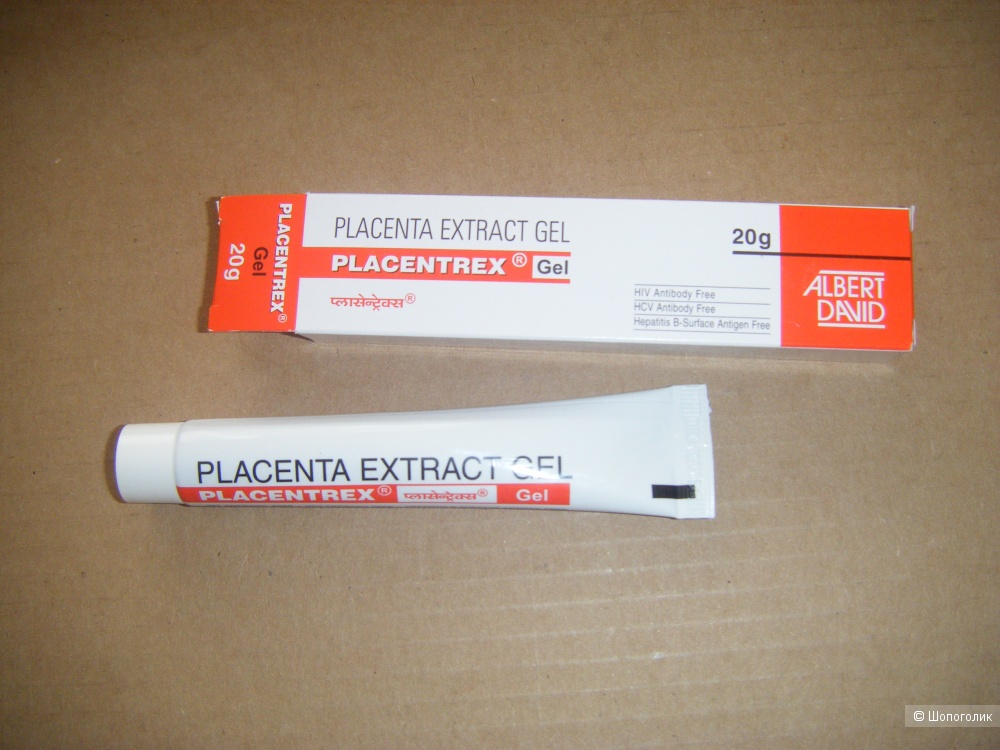 PLACENTREX®
Gel
20g
PLACENTA EXTRACT GEL
PLACENTREX® Gel
प्लासेन्ट्रेक्स®
20g
HIV Antibody Free
HCV Antibody Free
Hepatitis B-Surface Antigen Free
ALBERT
DAVID
PLACENTA EXTRACT GEL
PLACENTREX® प्लासेन्ट्रेक्स® Gel
© Шопоголик